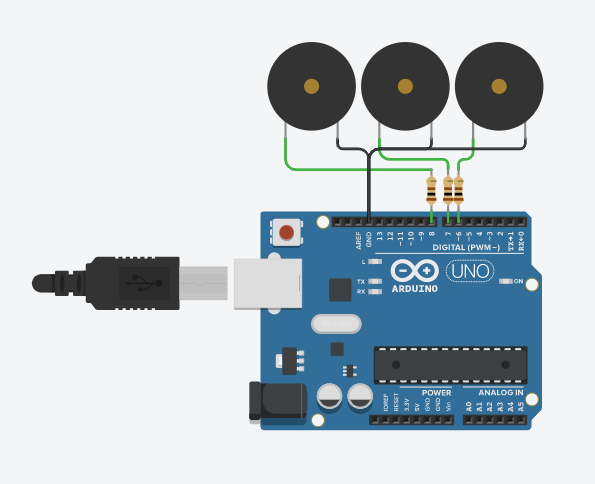 AREF
GND
13
12
~11
~10
~9
8
7
~6
~5
4
~3
2
TX→1
RX←0
DIGITAL (PWM~)
L
TX
RX
ARDUINO
UNO
ON
POWER
ANALOG IN
IOREF
RESET
3.3V
5V
GND
GND
Vin
A0
A1
A2
A3
A4
A5